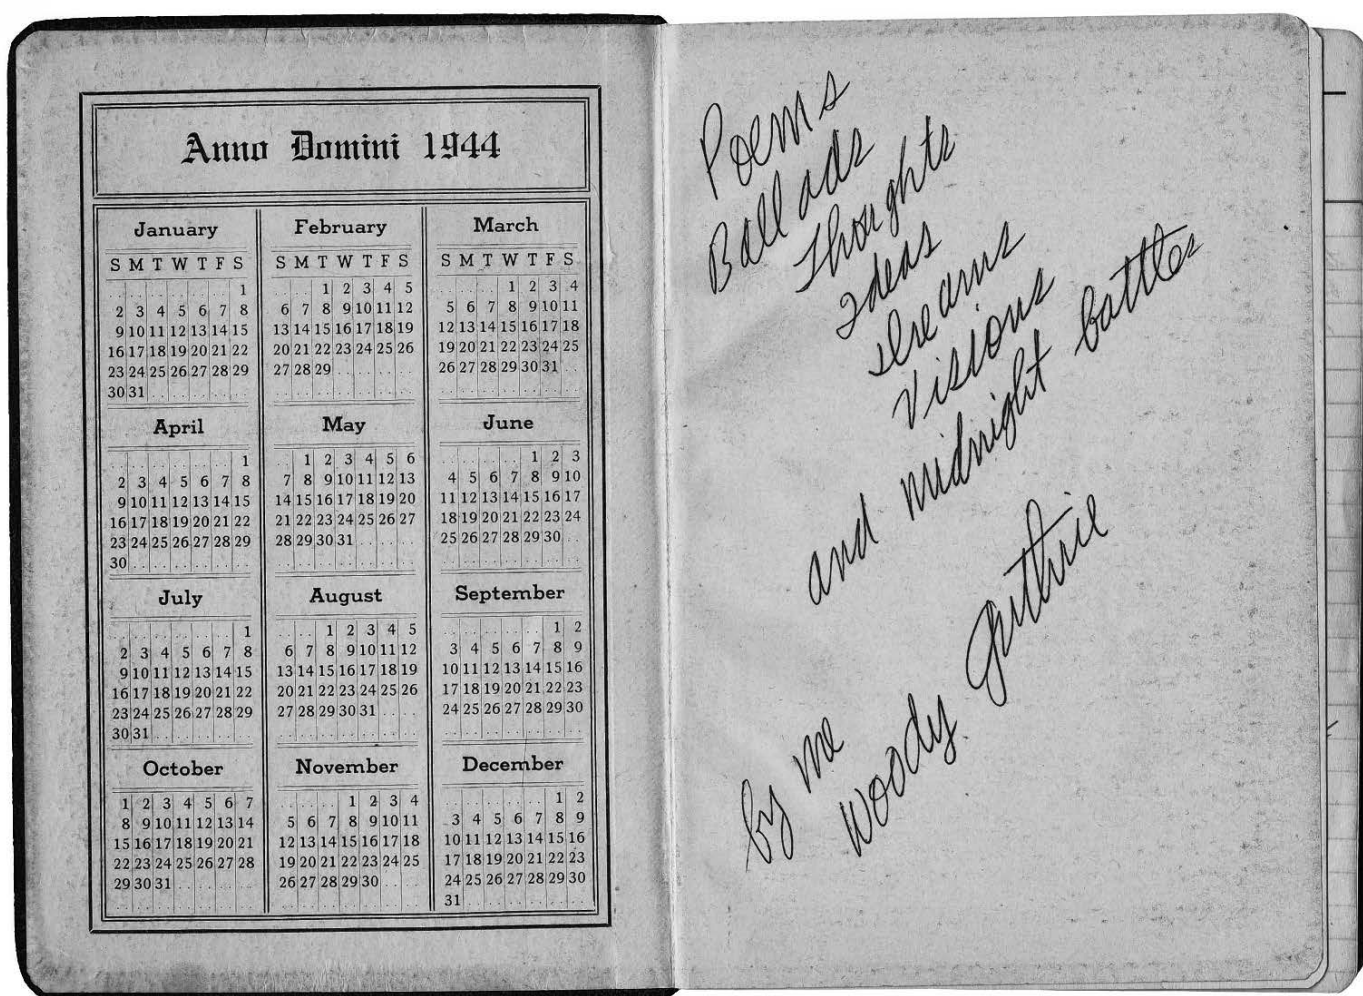 Anno Domini 1944
January February March
S M T W T F S S M T W T F S S M T W T F S
1 1 2 3 4 5 1 2 3 4
2 3 4 5 6 7 8 6 7 8 9 10 11 12 5 6 7 8 9 10 11
9 10 11 12 13 14 15 13 14 15 16 17 18 19 12 13 14 15 16 17 18
16 17 18 19 20 21 22 20 21 22 23 24 25 26 19 20 21 22 23 24 25
23 24 25 26 27 28 29 27 28 29 26 27 28 29 30 31
30 31
April May June
1 1 2 3 4 5 6 1 2 3
2 3 4 5 6 7 8 7 8 9 10 11 12 13 4 5 6 7 8 9 10
9 10 11 12 13 14 15 14 15 16 17 18 19 20 11 12 13 14 15 16 17
16 17 18 19 20 21 22 21 22 23 24 25 26 27 18 19 20 21 22 23 24
23 24 25 26 27 28 29 28 29 30 31 25 26 27 28 29 30
30
July August September
1 1 2 3 4 5 1 2
2 3 4 5 6 7 8 6 7 8 9 10 11 12 3 4 5 6 7 8 9
9 10 11 12 13 14 15 13 14 15 16 17 18 19 10 11 12 13 14 15 16
16 17 18 19 20 21 22 20 21 22 23 24 25 26 17 18 19 20 21 22 23
23 24 25 26 27 28 29 27 28 29 30 31 24 25 26 27 28 29 30
30 31
October November December
1 2 3 4 5 6 7 1 2 3 4 1 2
8 9 10 11 12 13 14 5 6 7 8 9 10 11 3 4 5 6 7 8 9
15 16 17 18 19 20 21 12 13 14 15 16 17 18 10 11 12 13 14 15 16
22 23 24 25 26 27 28 19 20 21 22 23 24 25 17 18 19 20 21 22 23
29 30 31 26 27 28 29 30 24 25 26 27 28 29 30
31
Poems
Ballads
Thoughts
Ideas
Dreams
Visions
and midnight battles
by me
Woody Guthrie